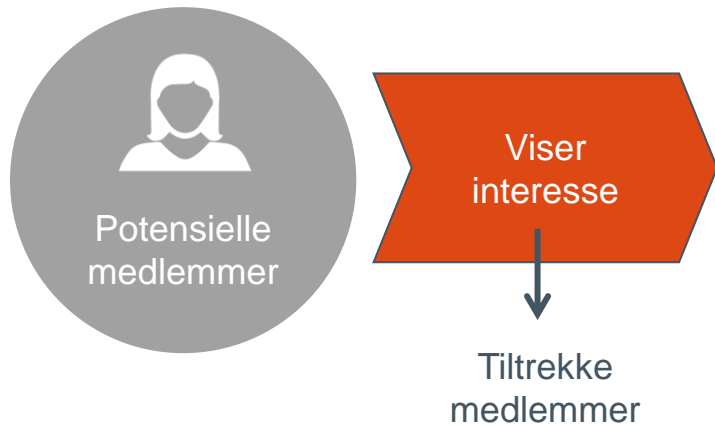 Potensielle
medlemmer
Viser
interesse
Tiltrekke
medlemmer